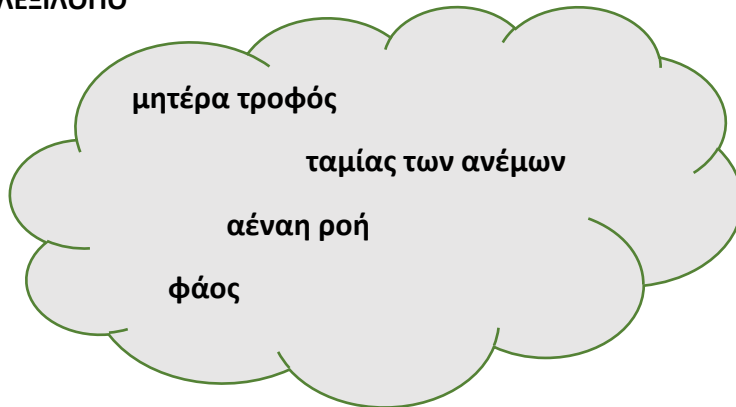 μητέρα τροφός
ταμίας των ανέμων
αέναη ροή
φάος